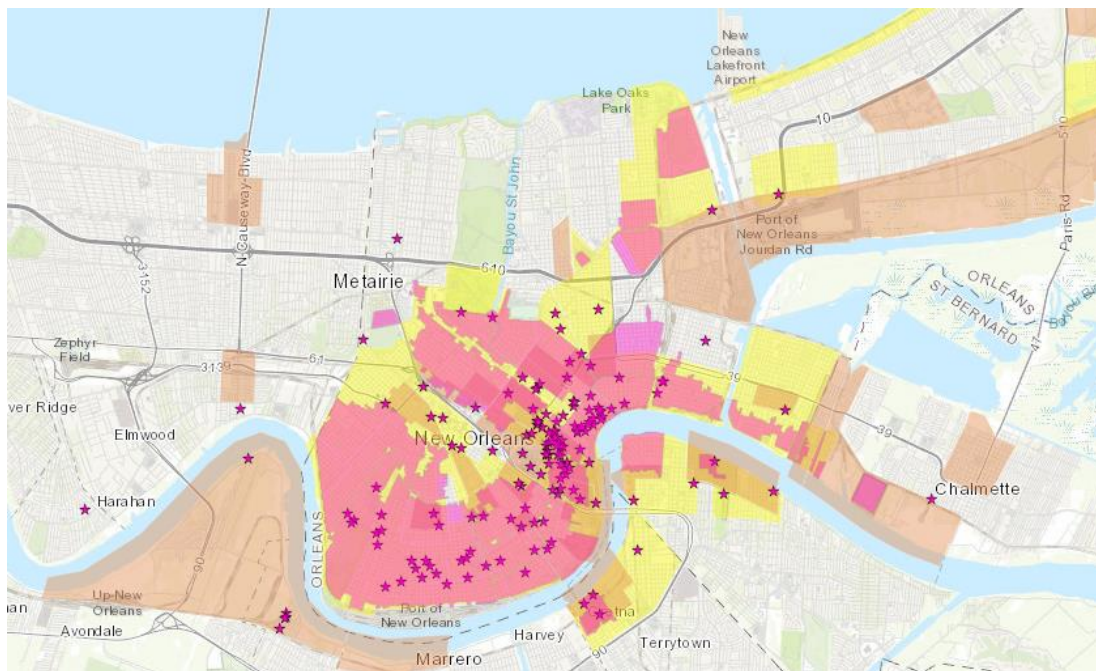 New
Orleans
Lakefront
Airport
Lake Oaks
Park
10
510
N Causeway-Blvd
Bayou St John
Port of
New Orleans
Jourdan Rd
Paris-Rd
610
Metairie
3152
ORLEANS
ST BERNARD
Zephyr
Field
61
3139
39
47
ver Ridge
Elmwood
New Orleans
39
Harahan
Chalmette
ORLEANS
90
Up-New
Orleans
Port of
New Orleans
Avondale
Harvey
Terrytown
Marrero
90